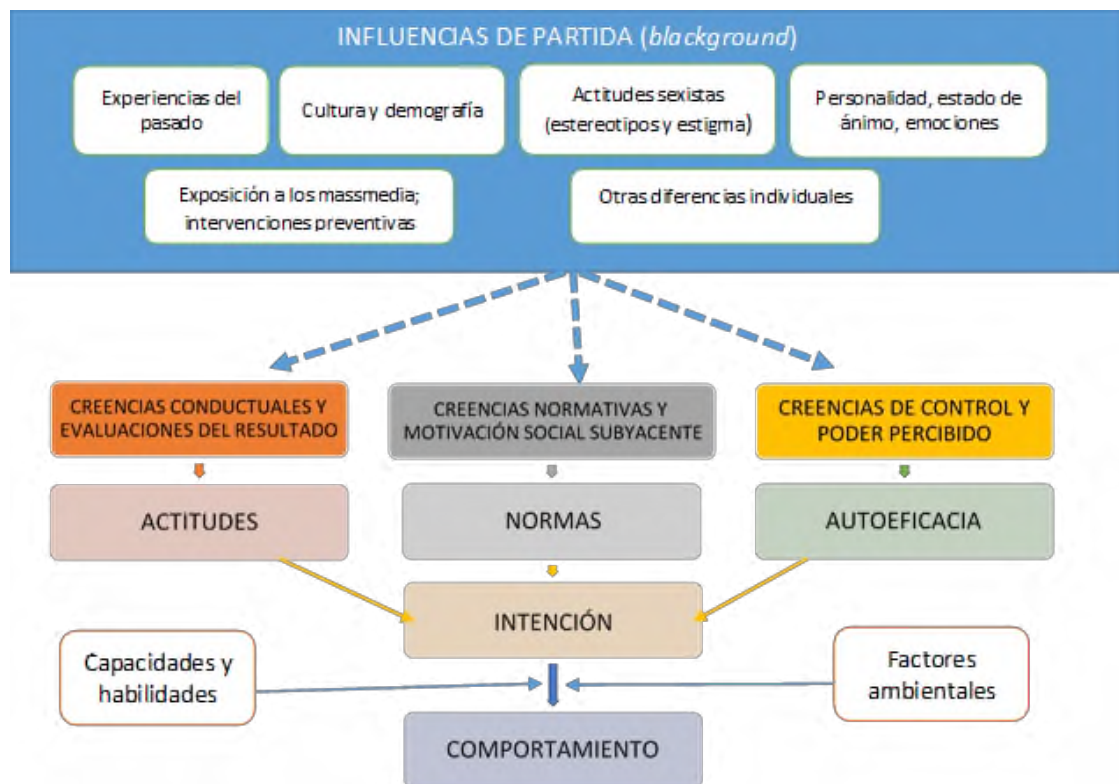 INFLUENCIAS DE PARTIDA (blackground)
Experiencias del
pasado
Cultura y demografía
Actitudes sexistas
(estereotipos y estigma)
Personalidad, estado de
ánimo, emociones
Exposición a los massmedia;
intervenciones preventivas
Otras diferencias individuales
CREENCIAS CONDUCTUALES Y
EVALUACIONES DEL RESULTADO
CREENCIAS NORMATIVAS Y
MOTIVACIÓN SOCIAL SUBYACENTE
CREENCIAS DE CONTROL Y
PODER PERCIBIDO
ACTITUDES
NORMAS
AUTOEFICACIA
INTENCIÓN
Capacidades y
habilidades
Factores
ambientales
COMPORTAMIENTO